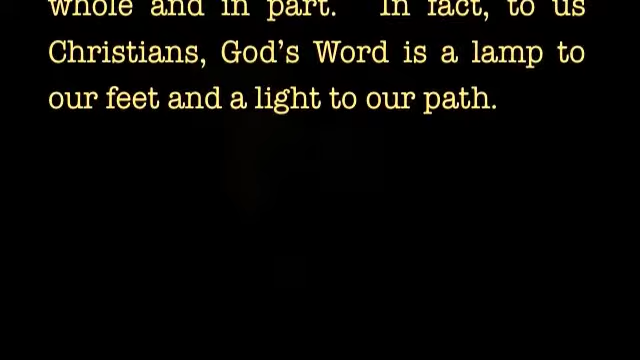 whole and in part. In fact, to us
Christians, God's Word is a lamp to
our feet and a light to our path.